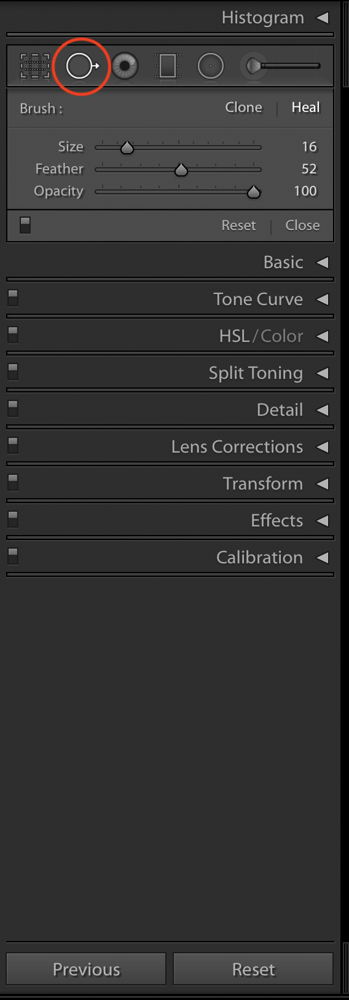 Histogram
Brush : Clone | Heal
Size 16
Feather 52
Opacity 100
Reset | Close
Basic
Tone Curve
HSL / Color
Split Toning
Detail
Lens Corrections
Transform
Effects
Calibration
Previous Reset